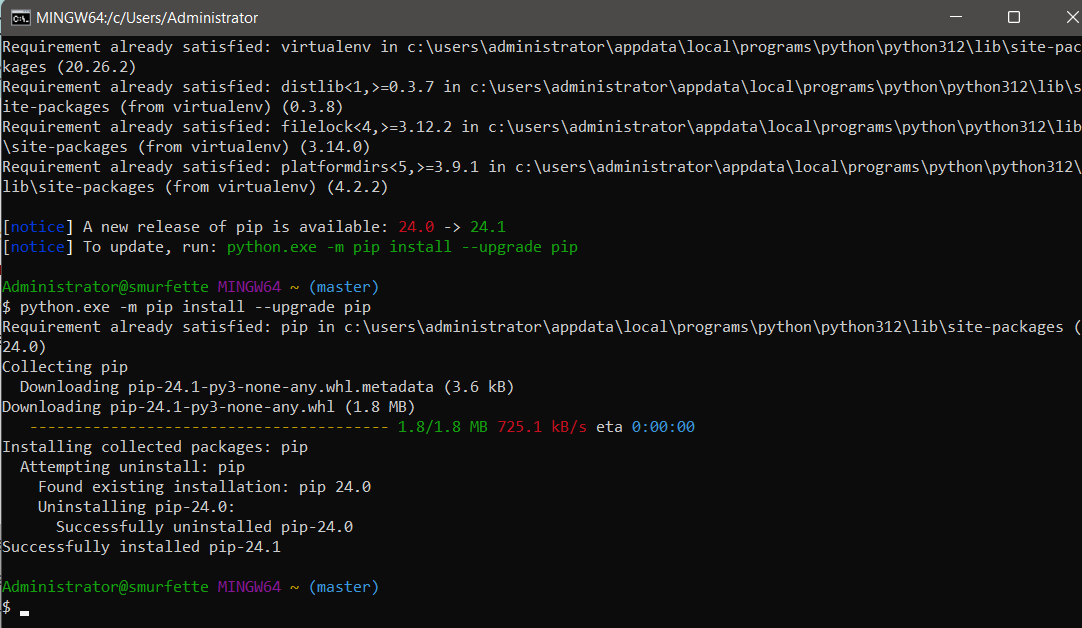 MINGW64:/c/Users/Administrator
Requirement already satisfied: virtualenv in c:\users\administrator\appdata\local\programs\python\python312\lib\site-pac
kages (20.26.2)
Requirement already satisfied: distlib<1,>=0.3.7 in c:\users\administrator\appdata\local\programs\python\python312\lib\s
ite-packages (from virtualenv) (0.3.8)
Requirement already satisfied: filelock<4,>=3.12.2 in c:\users\administrator\appdata\local\programs\python\python312\lib
\site-packages (from virtualenv) (3.14.0)
Requirement already satisfied: platformdirs<5,>=3.9.1 in c:\users\administrator\appdata\local\programs\python\python312\
lib\site-packages (from virtualenv) (4.2.2)
[notice] A new release of pip is available: 24.0 -> 24.1
[notice] To update, run: python.exe -m pip install --upgrade pip
Administrator@smurfette MINGW64 ~ (master)
$ python.exe -m pip install --upgrade pip
Requirement already satisfied: pip in c:\users\administrator\appdata\local\programs\python\python312\lib\site-packages (
24.0)
Collecting pip
  Downloading pip-24.1-py3-none-any.whl.metadata (3.6 kB)
Downloading pip-24.1-py3-none-any.whl (1.8 MB)
   ---------------------------------------- 1.8/1.8 MB 725.1 kB/s eta 0:00:00
Installing collected packages: pip
  Attempting uninstall: pip
    Found existing installation: pip 24.0
    Uninstalling pip-24.0:
      Successfully uninstalled pip-24.0
Successfully installed pip-24.1
Administrator@smurfette MINGW64 ~ (master)
$